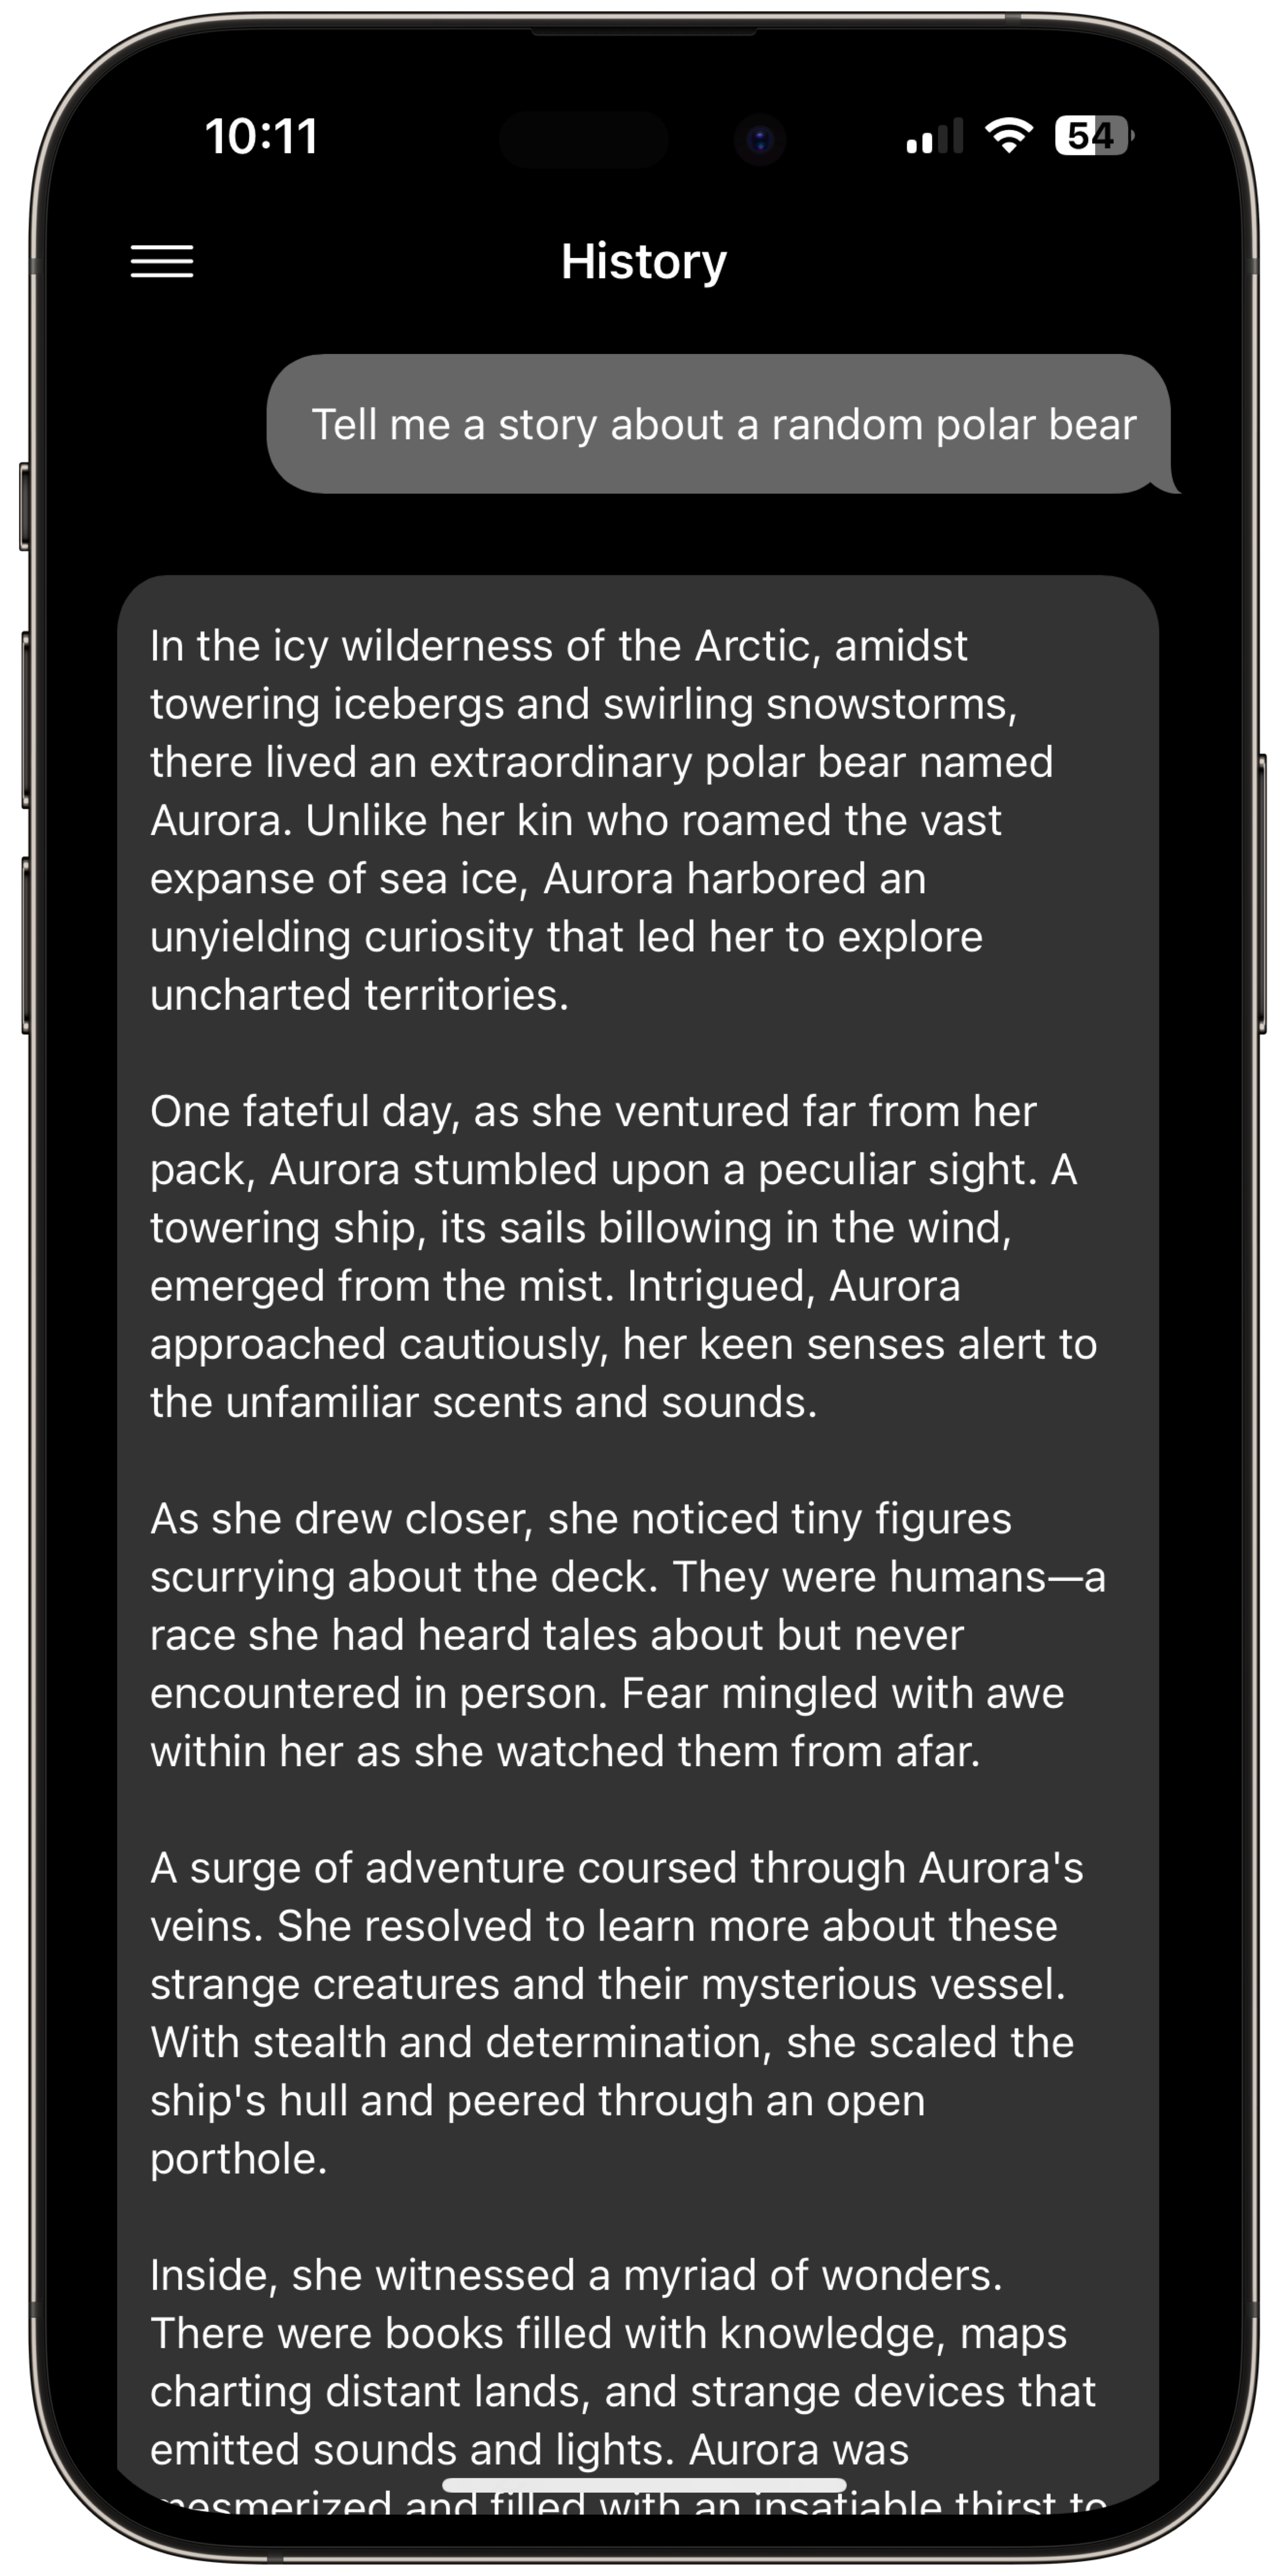 10:11
54
History
Tell me a story about a random polar bear
In the icy wilderness of the Arctic, amidst
towering icebergs and swirling snowstorms,
there lived an extraordinary polar bear named
Aurora. Unlike her kin who roamed the vast
expanse of sea ice, Aurora harbored an
unyielding curiosity that led her to explore
uncharted territories.
One fateful day, as she ventured far from her
pack, Aurora stumbled upon a peculiar sight. A
towering ship, its sails billowing in the wind,
emerged from the mist. Intrigued, Aurora
approached cautiously, her keen senses alert to
the unfamiliar scents and sounds.
As she drew closer, she noticed tiny figures
scurrying about the deck. They were humans—a
race she had heard tales about but never
encountered in person. Fear mingled with awe
within her as she watched them from afar.
A surge of adventure coursed through Aurora's
veins. She resolved to learn more about these
strange creatures and their mysterious vessel.
With stealth and determination, she scaled the
ship's hull and peered through an open
porthole.
Inside, she witnessed a myriad of wonders.
There were books filled with knowledge, maps
charting distant lands, and strange devices that
emitted sounds and lights. Aurora was
mesmerized and filled with an insatiable thirst to